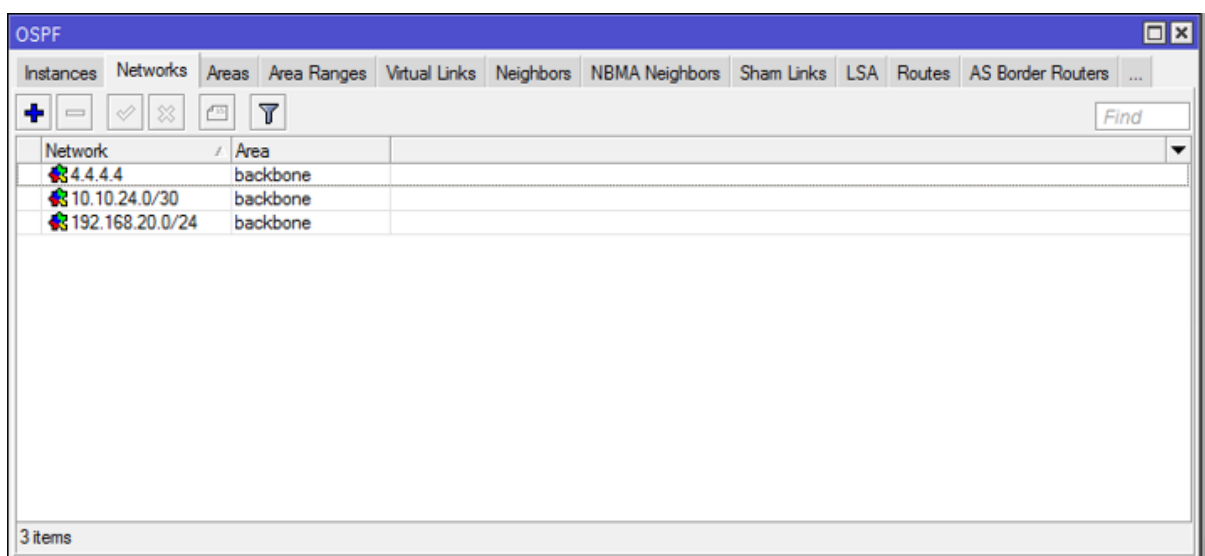 OSPF
Instances Networks Areas Area Ranges Virtual Links Neighbors NBMA Neighbors Sham Links LSA Routes AS Border Routers ...
Find
Network Area
4.4.4.4 backbone
10.10.24.0/30 backbone
192.168.20.0/24 backbone
3 items